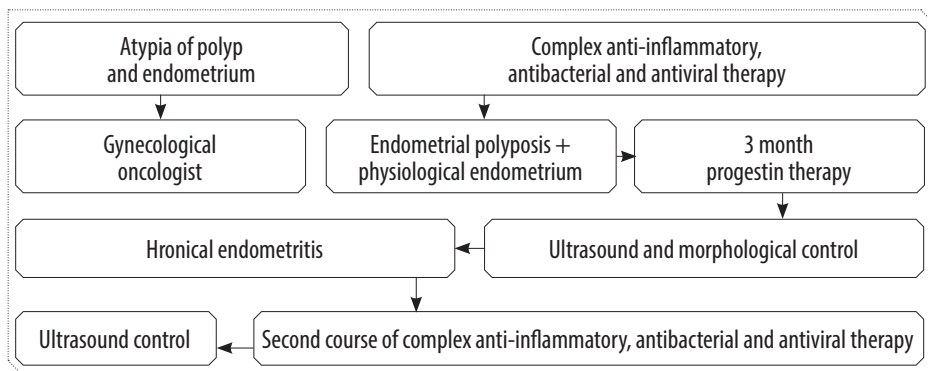 Atypia of polyp
and endometrium
Complex anti-inflammatory,
antibacterial and antiviral therapy
Gynecological
oncologist
Endometrial polyposis +
physiological endometrium
3 month
progestin therapy
Hronical endometritis
Ultrasound and morphological control
Ultrasound control
Second course of complex anti-inflammatory, antibacterial and antiviral therapy